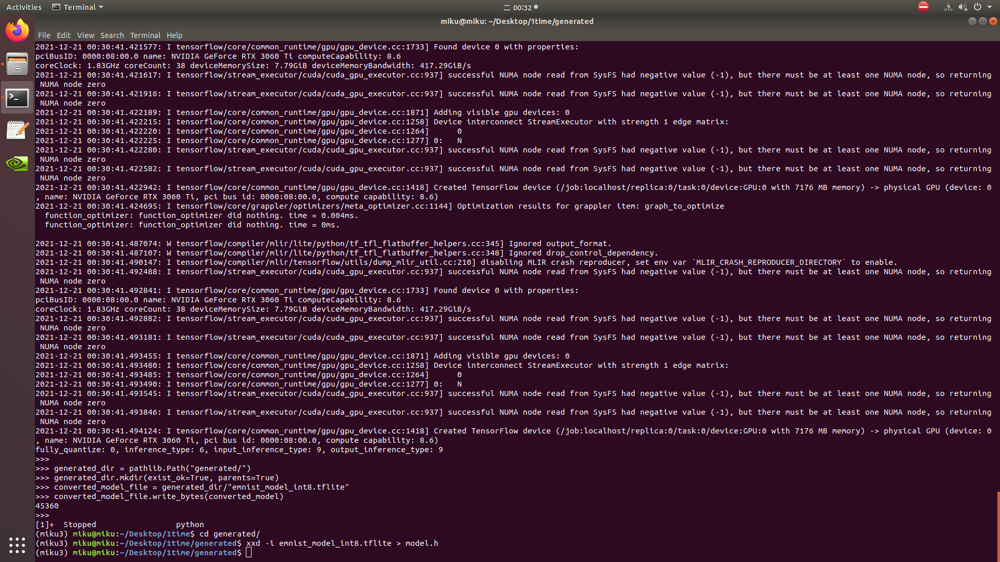 Activities
Terminal
二 00:32
miku@miku: ~/Desktop/1time/generated
File Edit View Search Terminal Help
2021-12-21 00:30:41.421577: I tensorflow/core/common_runtime/gpu/gpu_device.cc:1733] Found device 0 with properties:
pciBusID: 0000:08:00.0 name: NVIDIA GeForce RTX 3060 Ti computeCapability: 8.6
coreClock: 1.83GHz coreCount: 38 deviceMemorySize: 7.79GiB deviceMemoryBandwidth: 417.29GiB/s
2021-12-21 00:30:41.421617: I tensorflow/stream_executor/cuda/cuda_gpu_executor.cc:937] successful NUMA node read from SysFS had negative value (-1), but there must be at least one NUMA node, so returning
 NUMA node zero
2021-12-21 00:30:41.421916: I tensorflow/stream_executor/cuda/cuda_gpu_executor.cc:937] successful NUMA node read from SysFS had negative value (-1), but there must be at least one NUMA node, so returning
 NUMA node zero
2021-12-21 00:30:41.422189: I tensorflow/core/common_runtime/gpu/gpu_device.cc:1871] Adding visible gpu devices: 0
2021-12-21 00:30:41.422215: I tensorflow/core/common_runtime/gpu/gpu_device.cc:1258] Device interconnect StreamExecutor with strength 1 edge matrix:
2021-12-21 00:30:41.422220: I tensorflow/core/common_runtime/gpu/gpu_device.cc:1264]      0
2021-12-21 00:30:41.422225: I tensorflow/core/common_runtime/gpu/gpu_device.cc:1277] 0:   N
2021-12-21 00:30:41.422280: I tensorflow/stream_executor/cuda/cuda_gpu_executor.cc:937] successful NUMA node read from SysFS had negative value (-1), but there must be at least one NUMA node, so returning
 NUMA node zero
2021-12-21 00:30:41.422582: I tensorflow/stream_executor/cuda/cuda_gpu_executor.cc:937] successful NUMA node read from SysFS had negative value (-1), but there must be at least one NUMA node, so returning
 NUMA node zero
2021-12-21 00:30:41.422942: I tensorflow/core/common_runtime/gpu/gpu_device.cc:1418] Created TensorFlow device (/job:localhost/replica:0/task:0/device:GPU:0 with 7176 MB memory) -> physical GPU (device: 0
, name: NVIDIA GeForce RTX 3060 Ti, pci bus id: 0000:08:00.0, compute capability: 8.6)
2021-12-21 00:30:41.424695: I tensorflow/core/grappler/optimizers/meta_optimizer.cc:1144] Optimization results for grappler item: graph_to_optimize
  function_optimizer: function_optimizer did nothing. time = 0.004ms.
  function_optimizer: function_optimizer did nothing. time = 0ms.
2021-12-21 00:30:41.487074: W tensorflow/compiler/mlir/lite/python/tf_tfl_flatbuffer_helpers.cc:345] Ignored output_format.
2021-12-21 00:30:41.487107: W tensorflow/compiler/mlir/lite/python/tf_tfl_flatbuffer_helpers.cc:348] Ignored drop_control_dependency.
2021-12-21 00:30:41.490147: I tensorflow/compiler/mlir/tensorflow/utils/dump_mlir_util.cc:210] disabling MLIR crash reproducer, set env var `MLIR_CRASH_REPRODUCER_DIRECTORY` to enable.
2021-12-21 00:30:41.492488: I tensorflow/stream_executor/cuda/cuda_gpu_executor.cc:937] successful NUMA node read from SysFS had negative value (-1), but there must be at least one NUMA node, so returning
 NUMA node zero
2021-12-21 00:30:41.492841: I tensorflow/core/common_runtime/gpu/gpu_device.cc:1733] Found device 0 with properties:
pciBusID: 0000:08:00.0 name: NVIDIA GeForce RTX 3060 Ti computeCapability: 8.6
coreClock: 1.83GHz coreCount: 38 deviceMemorySize: 7.79GiB deviceMemoryBandwidth: 417.29GiB/s
2021-12-21 00:30:41.492882: I tensorflow/stream_executor/cuda/cuda_gpu_executor.cc:937] successful NUMA node read from SysFS had negative value (-1), but there must be at least one NUMA node, so returning
 NUMA node zero
2021-12-21 00:30:41.493181: I tensorflow/stream_executor/cuda/cuda_gpu_executor.cc:937] successful NUMA node read from SysFS had negative value (-1), but there must be at least one NUMA node, so returning
 NUMA node zero
2021-12-21 00:30:41.493455: I tensorflow/core/common_runtime/gpu/gpu_device.cc:1871] Adding visible gpu devices: 0
2021-12-21 00:30:41.493480: I tensorflow/core/common_runtime/gpu/gpu_device.cc:1258] Device interconnect StreamExecutor with strength 1 edge matrix:
2021-12-21 00:30:41.493485: I tensorflow/core/common_runtime/gpu/gpu_device.cc:1264]      0
2021-12-21 00:30:41.493490: I tensorflow/core/common_runtime/gpu/gpu_device.cc:1277] 0:   N
2021-12-21 00:30:41.493545: I tensorflow/stream_executor/cuda/cuda_gpu_executor.cc:937] successful NUMA node read from SysFS had negative value (-1), but there must be at least one NUMA node, so returning
 NUMA node zero
2021-12-21 00:30:41.493846: I tensorflow/stream_executor/cuda/cuda_gpu_executor.cc:937] successful NUMA node read from SysFS had negative value (-1), but there must be at least one NUMA node, so returning
 NUMA node zero
2021-12-21 00:30:41.494124: I tensorflow/core/common_runtime/gpu/gpu_device.cc:1418] Created TensorFlow device (/job:localhost/replica:0/task:0/device:GPU:0 with 7176 MB memory) -> physical GPU (device: 0
, name: NVIDIA GeForce RTX 3060 Ti, pci bus id: 0000:08:00.0, compute capability: 8.6)
fully_quantize: 0, inference_type: 6, input_inference_type: 9, output_inference_type: 9
>>>
>>> generated_dir = pathlib.Path("generated/")
>>> generated_dir.mkdir(exist_ok=True, parents=True)
>>> converted_model_file = generated_dir/"emnist_model_int8.tflite"
>>> converted_model_file.write_bytes(converted_model)
45360
>>>
[1]+  Stopped                 python
(miku3) miku@miku:~/Desktop/1time$ cd generated/
(miku3) miku@miku:~/Desktop/1time/generated$ xxd -i emnist_model_int8.tflite > model.h
(miku3) miku@miku:~/Desktop/1time/generated$